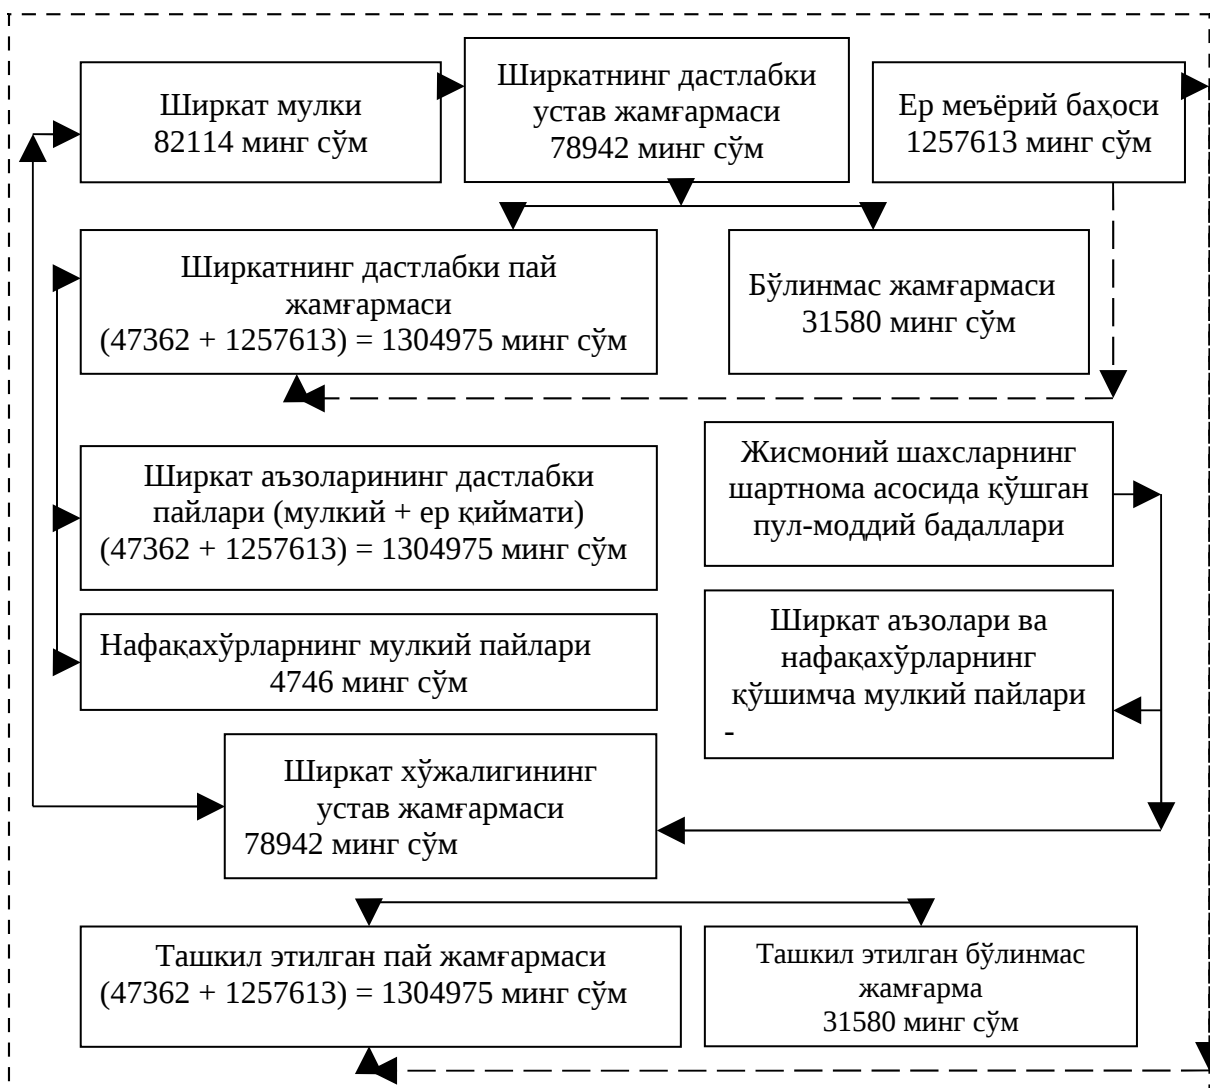 Ширкат мулки
82114 минг сўм
Ширкатнинг дастлабки
устав жамғармаси
78942 минг сўм
Ер меъёрий баҳоси
1257613 минг сўм
Ширкатнинг дастлабки пай
жамғармаси
(47362 + 1257613) = 1304975 минг сўм
Бўлинмас жамғармаси
31580 минг сўм
Ширкат аъзоларининг дастлабки
пайлари (мулкий + ер қиймати)
(47362 + 1257613) = 1304975 минг сўм
Жисмоний шахсларнинг
шартнома асосида қўшган
пул-моддий бадаллари
Нафақахўрларнинг мулкий пайлари
4746 минг сўм
Ширкат аъзолари ва
нафақахўрларнинг
қўшимча мулкий пайлари
-
Ширкат хўжалигининг
устав жамғармаси
78942 минг сўм
Ташкил этилган пай жамғармаси
(47362 + 1257613) = 1304975 минг сўм
Ташкил этилган бўлинмас
жамғарма
31580 минг сўм